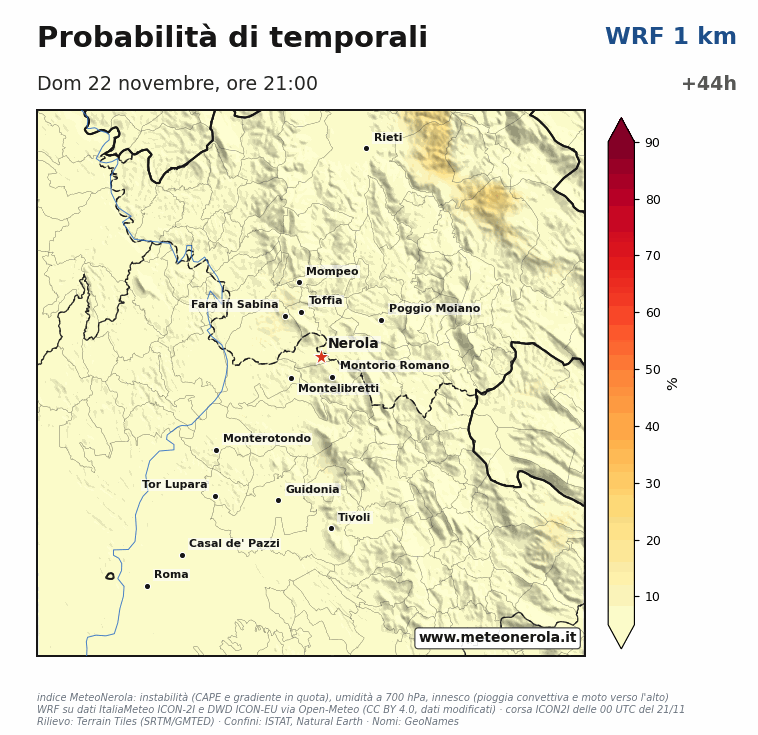 Probabilità di temporali
WRF 1 km
Dom 22 novembre, ore 21:00
+44h
Rieti
Mompeo
Toffia
Fara in Sabina
Poggio Moiano
Nerola
Montorio Romano
Montelibretti
Monterotondo
Tor Lupara
Guidonia
Tivoli
Casal de' Pazzi
Roma
www.meteonerola.it
90
80
70
60
50
40
30
20
10
%
indice MeteoNerola: instabilità (CAPE e gradiente in quota), umidità a 700 hPa, innesco (pioggia convettiva e moto verso l'alto)
WRF su dati ItaliaMeteo ICON-2I e DWD ICON-EU via Open-Meteo (CC BY 4.0, dati modificati) · corsa ICON2I delle 00 UTC del 21/11
Rilievo: Terrain Tiles (SRTM/GMTED) · Confini: ISTAT, Natural Earth · Nomi: GeoNames